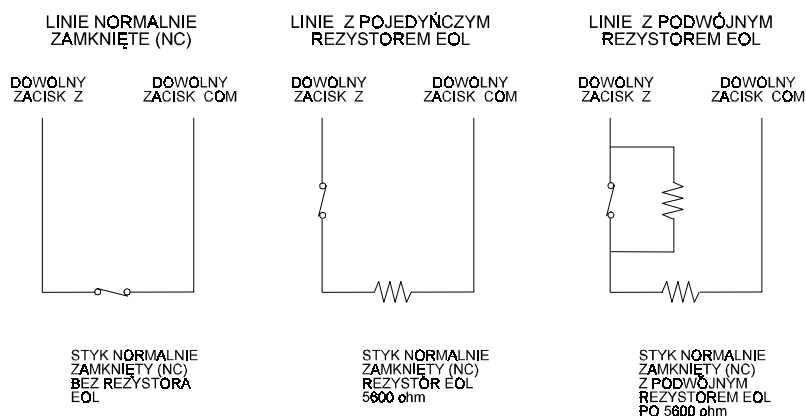 LINIE NORMALNIE
ZAMKNIĘTE (NC)
DOWOLNY
ZACISK Z
DOWOLNY
ZACISK COM
STYK NORMALNIE
ZAMKNIĘTY (NC)
BEZ REZYSTORA
EOL
LINIE Z POJEDYŃCZYM
REZYSTOREM EOL
DOWOLNY
ZACISK Z
DOWOLNY
ZACISK COM
STYK NORMALNIE
ZAMKNIĘTY (NC)
REZYSTOR EOL
5600 ohm
LINIE Z PODWÓJNYM
REZYSTOREM EOL
DOWOLNY
ZACISK Z
DOWOLNY
ZACISK COM
STYK NORMALNIE
ZAMKNIĘTY (NC)
Z PODWÓJNYM
REZYSTOREM EOL
PO 5600 ohm